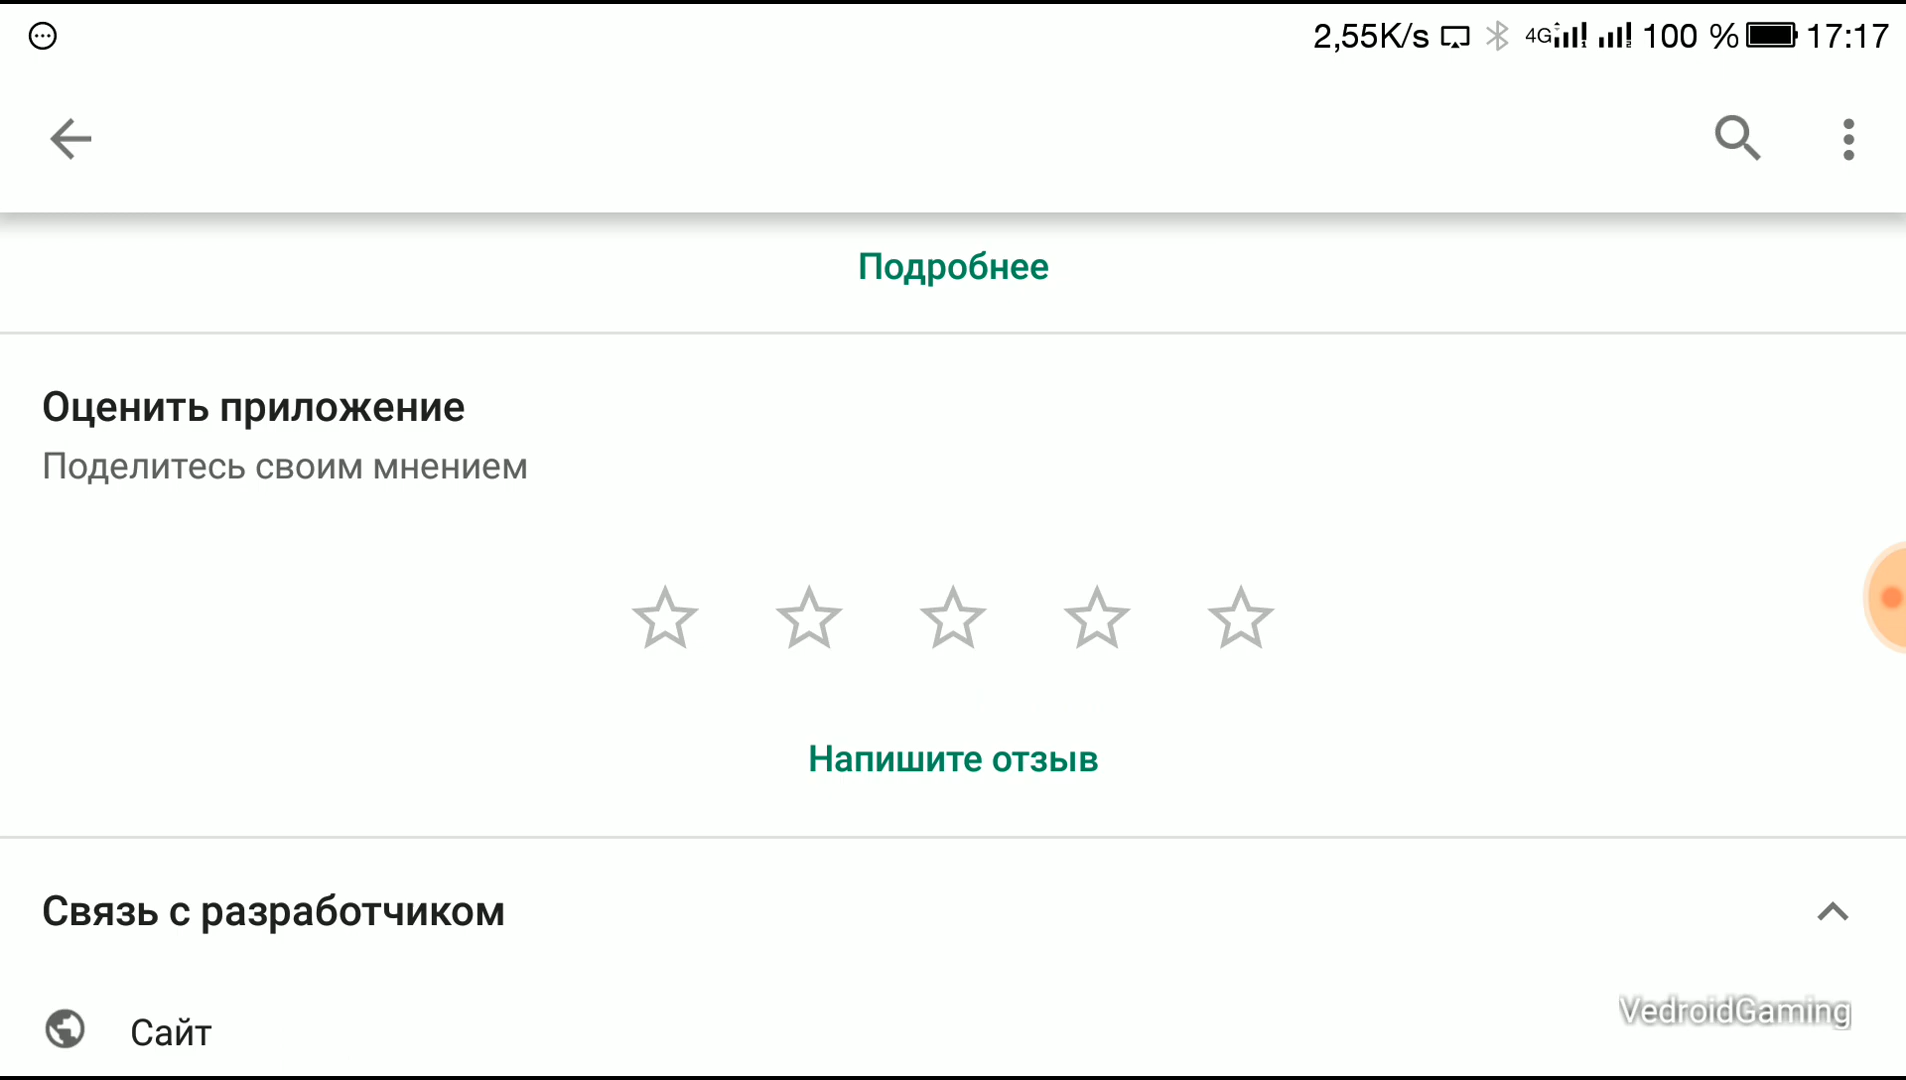 2,55K/s 4G 100 % 17:17
Подробнее
Оценить приложение
Поделитесь своим мнением
Напишите отзыв
Связь с разработчиком
Сайт
VedroidGaming